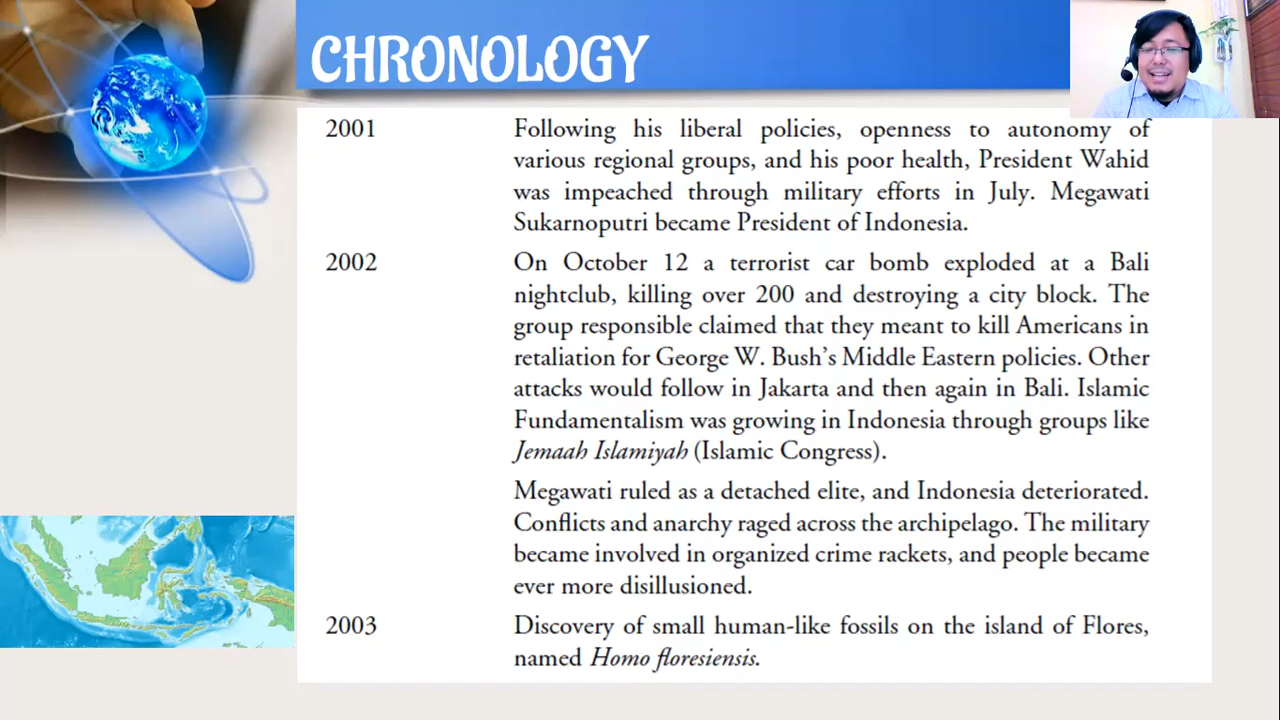 CHRONOLOGY
2001 Following his liberal policies, openness to autonomy of
various regional groups, and his poor health, President Wahid
was impeached through military efforts in July. Megawati
Sukarnoputri became President of Indonesia.
2002 On October 12 a terrorist car bomb exploded at a Bali
nightclub, killing over 200 and destroying a city block. The
group responsible claimed that they meant to kill Americans in
retaliation for George W. Bush's Middle Eastern policies. Other
attacks would follow in Jakarta and then again in Bali. Islamic
Fundamentalism was growing in Indonesia through groups like
Jemaah Islamiyah (Islamic Congress).
Megawati ruled as a detached elite, and Indonesia deteriorated.
Conflicts and anarchy raged across the archipelago. The military
became involved in organized crime rackets, and people became
ever more disillusioned.
2003 Discovery of small human-like fossils on the island of Flores,
named Homo floresiensis.